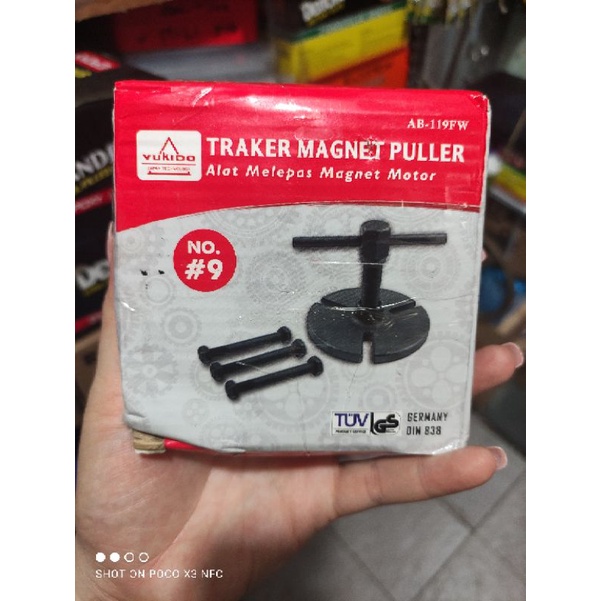 AB-119FW
YUKIDO
TRAKER MAGNET PULLER
Alat Melepas Magnet Motor
NO.
#9
TÜV
GS
GERMANY
DIN 838
SHOT ON POCO X3 NFC